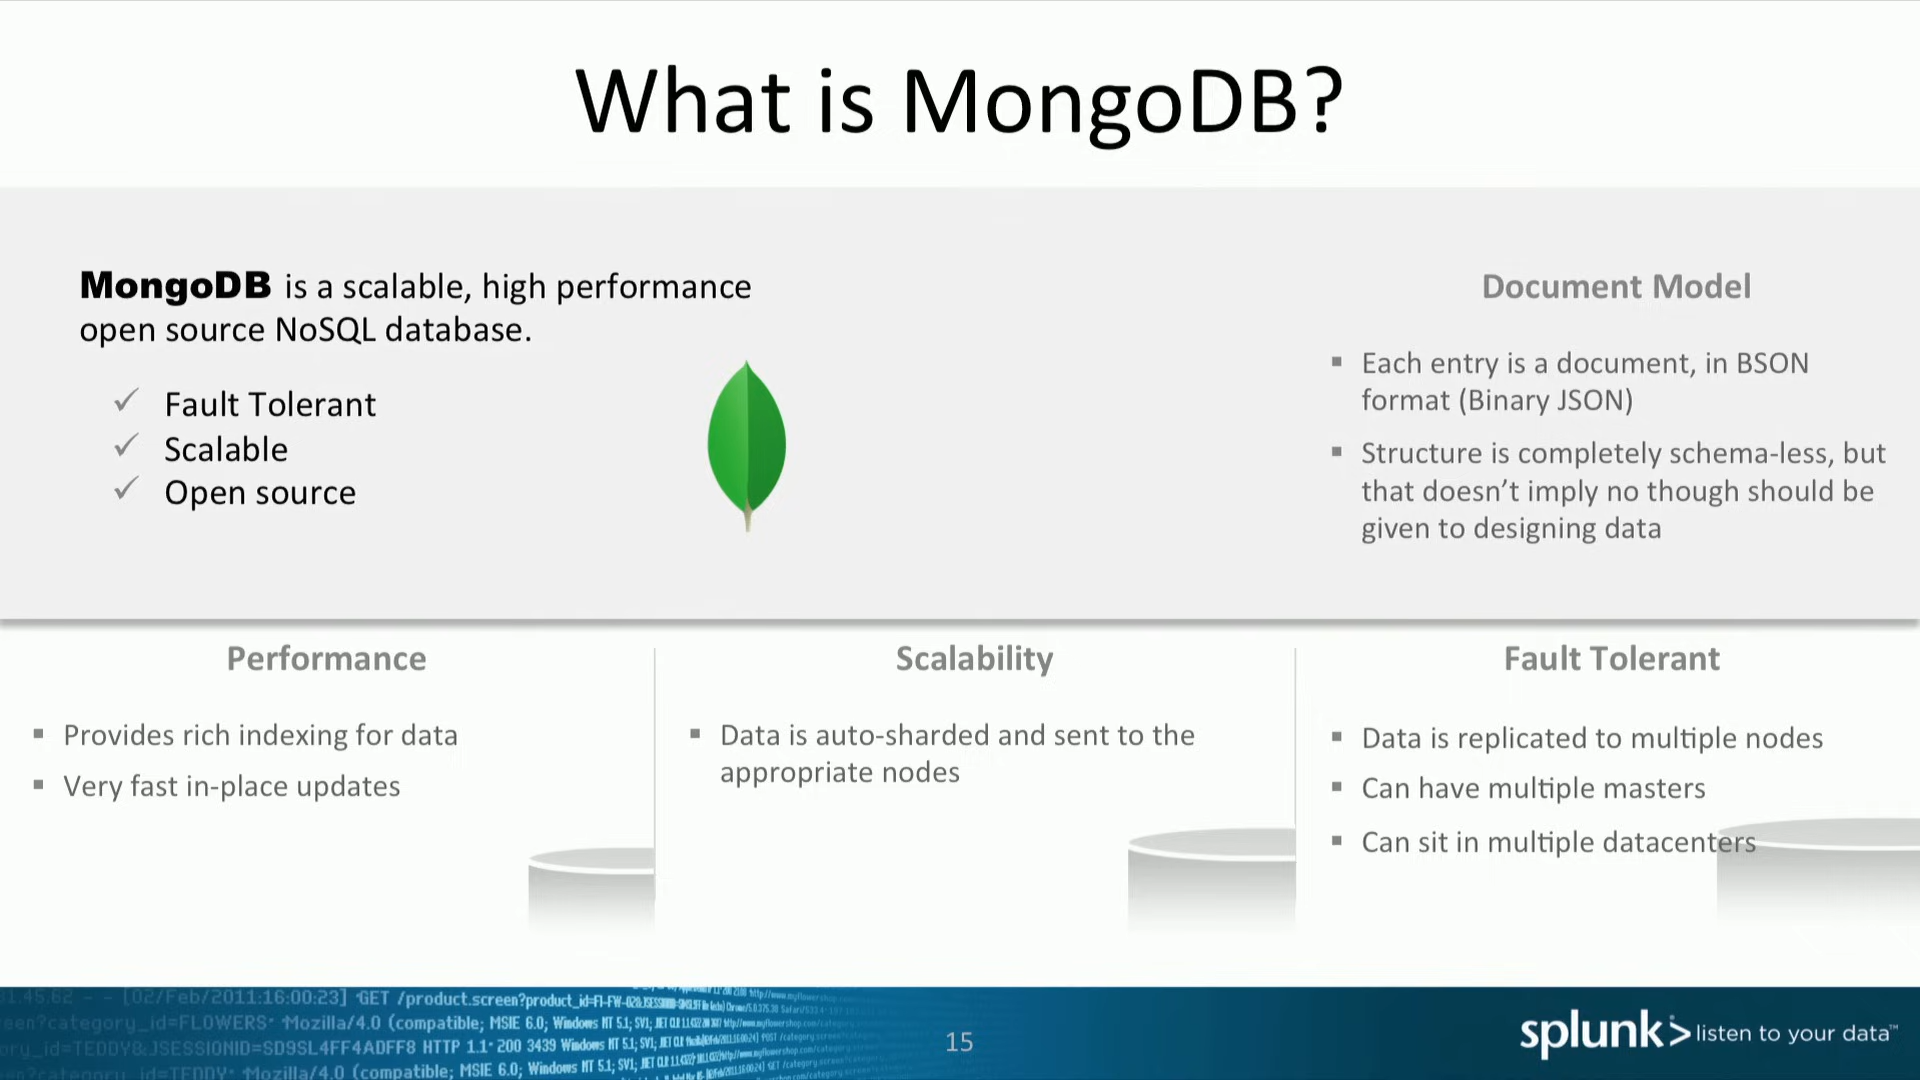 What is MongoDB?
MongoDB is a scalable, high performance
open source NoSQL database.
Fault Tolerant
Scalable
Open source
Document Model
Each entry is a document, in BSON
format (Binary JSON)
Structure is completely schema-less, but
that doesn't imply no though should be
given to designing data
Performance
Provides rich indexing for data
Very fast in-place updates
Scalability
Data is auto-sharded and sent to the
appropriate nodes
Fault Tolerant
Data is replicated to multiple nodes
Can have multiple masters
Can sit in multiple datacenters
[02/Feb/2011:16:00:23] "GET /product.screen?product_id=FI-FW-02&
category_id=FLOWERS" "Mozilla/4.0 (compatible; MSIE 6.0; Windows NT 5.1; SV1;
_id=TEDDY&JSESSIONID=SD9SL4FF4ADFF8 HTTP 1.1" 200 3439 Windows NT 5.1; SV1;
category_id=TEDDY" "Mozilla/4.0 (compatible; MSIE 6.0; Windows NT 5.1; SV1;
15
splunk> listen to your data™